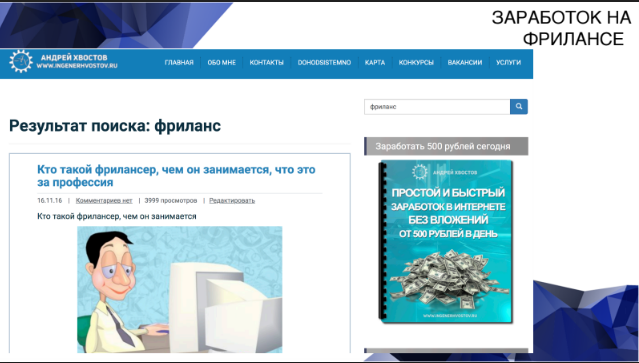 ЗАРАБОТОК НА
ФРИЛАНСЕ
АНДРЕЙ ХВОСТОВ
WWW.INGENERHVOSTOV.RU
ГЛАВНАЯ ОБО МНЕ КОНТАКТЫ DOHODSISTEMNO КАРТА КОНКУРСЫ ВАКАНСИИ УСЛУГИ
фриланс
Результат поиска: фриланс
Заработать 500 рублей сегодня
Кто такой фрилансер, чем он занимается, что это
за профессия
16.11.16 | Комментариев нет | 3999 просмотров | Редактировать
Кто такой фрилансер, чем он занимается
АНДРЕЙ ХВОСТОВ
ПРОСТОЙ И БЫСТРЫЙ
ЗАРАБОТОК В ИНТЕРНЕТЕ
БЕЗ ВЛОЖЕНИЙ
ОТ 500 РУБЛЕЙ В ДЕНЬ
WWW.INGENERHVOSTOV.RU